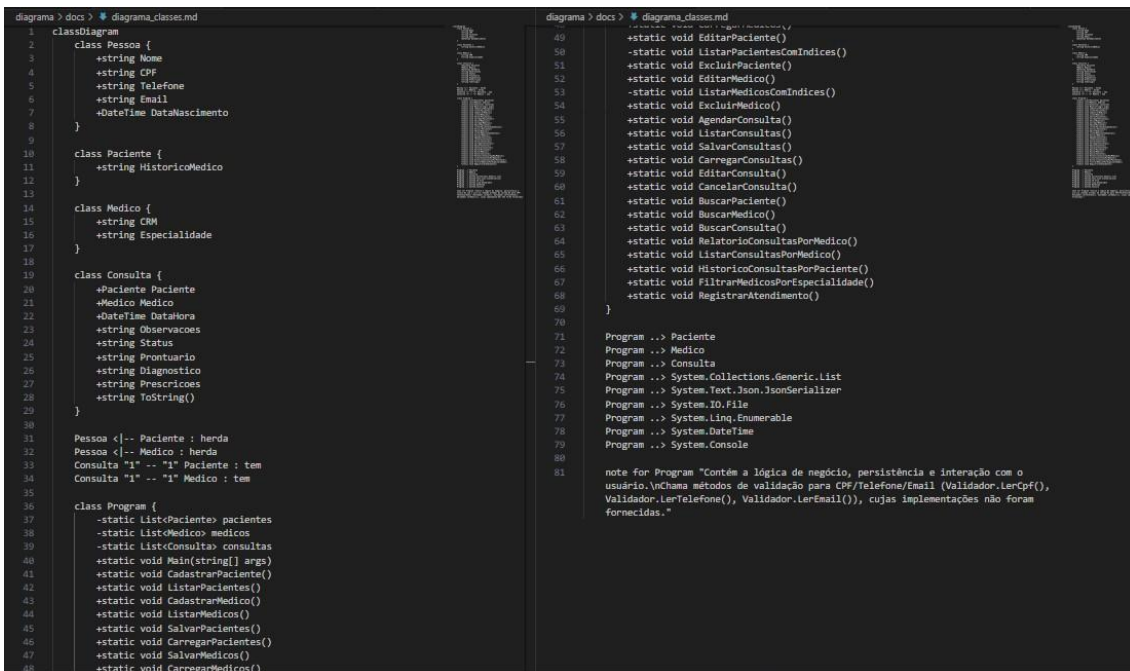 diagrama > docs > diagrama_classes.md
1 classDiagram
2 class Pessoa {
3 +string Nome
4 +string CPF
5 +string Telefone
6 +string Email
7 +DateTime DataNascimento
8 }
9
10 class Paciente {
11 +string HistoricoMedico
12 }
13
14 class Medico {
15 +string CRM
16 +string Especialidade
17 }
18
19 class Consulta {
20 +Paciente Paciente
21 +Medico Medico
22 +DateTime DataHora
23 +string Observacoes
24 +string Status
25 +string Prontuario
26 +string Diagnostico
27 +string Prescricoes
28 +string ToString()
29 }
30
31 Pessoa <|-- Paciente : herda
32 Pessoa <|-- Medico : herda
33 Consulta "1" -- "1" Paciente : tem
34 Consulta "1" -- "1" Medico : tem
35
36 class Program {
37 -static List<Paciente> pacientes
38 -static List<Medico> medicos
39 -static List<Consulta> consultas
40 +static void Main(string[] args)
41 +static void CadastrarPaciente()
42 +static void ListarPacientes()
43 +static void CadastrarMedico()
44 +static void ListarMedicos()
45 +static void SalvarPacientes()
46 +static void CarregarPacientes()
47 +static void SalvarMedicos()
48 +static void CarregarMedicos()
diagrama > docs > diagrama_classes.md
48 +static void CarregarMedicos()
49 +static void EditarPaciente()
50 -static void ListarPacientesComIndices()
51 +static void ExcluirPaciente()
52 +static void EditarMedico()
53 -static void ListarMedicosComIndices()
54 +static void ExcluirMedico()
55 +static void AgendarConsulta()
56 +static void ListarConsultas()
57 +static void SalvarConsultas()
58 +static void CarregarConsultas()
59 +static void EditarConsulta()
60 +static void CancelarConsulta()
61 +static void BuscarPaciente()
62 +static void BuscarMedico()
63 +static void BuscarConsulta()
64 +static void RelatorioConsultasPorMedico()
65 +static void ListarConsultasPorMedico()
66 +static void HistoricoConsultasPorPaciente()
67 +static void FiltrarMedicosPorEspecialidade()
68 +static void RegistrarAtendimento()
69 }
70
71 Program ..> Paciente
72 Program ..> Medico
73 Program ..> Consulta
74 Program ..> System.Collections.Generic.List
75 Program ..> System.Text.Json.JsonSerializer
76 Program ..> System.IO.File
77 Program ..> System.Linq.Enumerable
78 Program ..> System.DateTime
79 Program ..> System.Console
80
81 note for Program "Contém a lógica de negócio, persistência e interação com o
usuário.\nChama métodos de validação para CPF/Telefone/Email (Validador.LerCpf(),
Validador.LerTelefone(), Validador.LerEmail()), cujas implementações não foram
fornecidas."